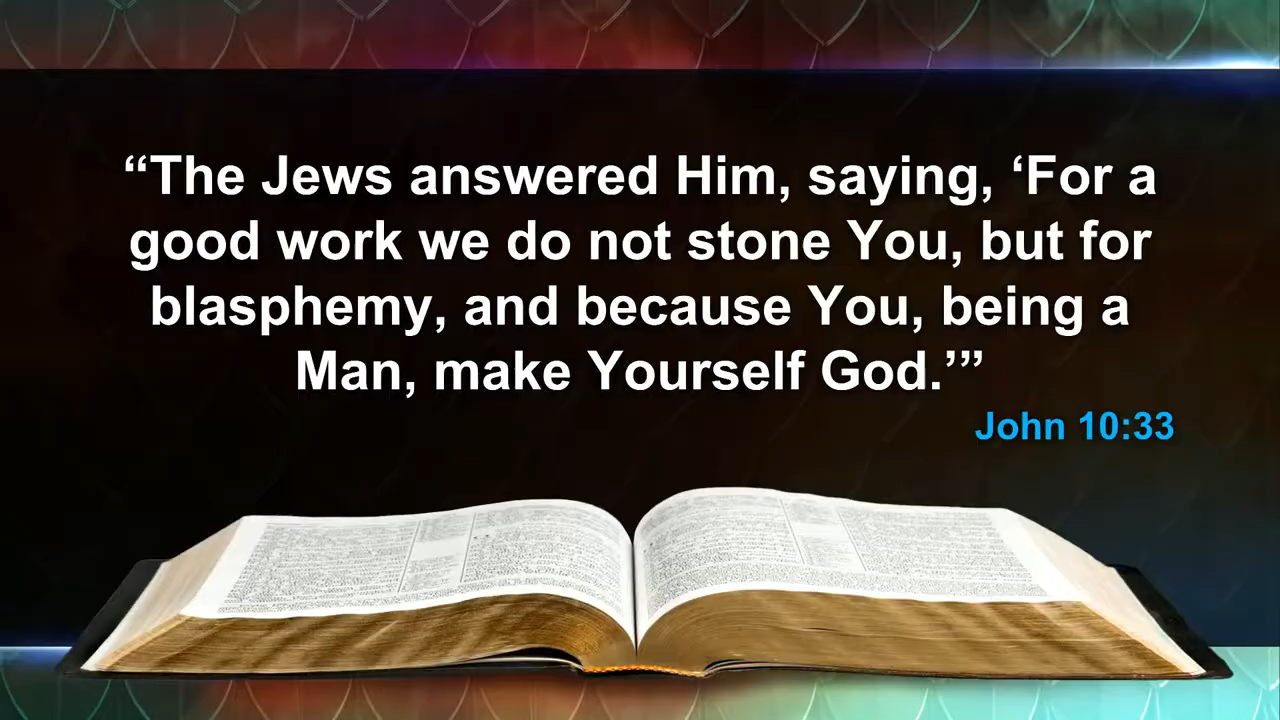 “The Jews answered Him, saying, ‘For a
good work we do not stone You, but for
blasphemy, and because You, being a
Man, make Yourself God.’”
John 10:33